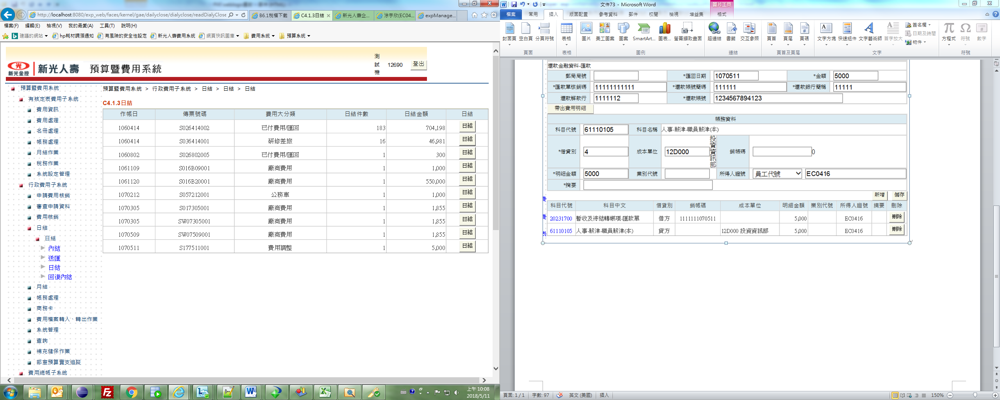 http://localhost:8080/exp_web/faces/kernel/gae/dailyclose/dialyclose/readDialyClose
B6.1稅檔下載
C4.1.3日結
新光人壽企...
涂宇欣(EC04...
expManage...
檔案(F) 編輯(E) 檢視(V) 我的最愛(A) 工具(T) 說明(H)
建議的網站 hp耗材調漲通知 有風險的安全性設定 新光人壽費用系統 網頁快訊圖庫 費用系統 預算系統
測試機 12690 登出
新光金控 新光人壽 預算暨費用系統
預算暨費用系統 > 行政費用子系統 > 日結 > 日結 > 日結
C4.1.3日結
作帳日 傳票號碼 費用大分類 日結件數 日結金額 日結
1060414 S026414002 已付費用/匯回 183 704,198 日結
1060414 S036414001 研修差旅 16 46,981 日結
1060802 S026802005 已付費用/匯回 1 300 日結
1061109 S016B09001 廠商費用 1 1,000 日結
1061120 S016B20001 廠商費用 1 550,000 日結
1070212 S057212001 公務車 1 1,000 日結
1070305 S017305001 廠商費用 1 1,855 日結
1070305 SW07305001 廠商費用 1 1,855 日結
1070509 SW07509001 廠商費用 1 1,855 日結
1070511 S177511001 費用調整 1 5,000 日結
預算暨費用系統
有核定表費用子系統
費用資訊
費用處理
名冊處理
帳務處理
月結作業
稅務作業
系統設定管理
行政費用子系統
申請費用核銷
審查申請資料
費用核銷
日結
日結
內結
送匯
日結
回復內結
月結
帳務處理
商務卡
費用檔案轉入、轉出作業
系統管理
查詢
補充健保作業
部室預算實支追蹤
費用總帳子系統
上午 10:08
2018/5/11
文件73 - Microsoft Word
圖片工具
檔案 常用 插入 版面配置 參考資料 郵件 校閱 檢視 增益集 格式
封面頁 空白頁 分頁符號 表格 圖片 美工圖案 圖案 SmartArt... 圖表... 螢幕擷取畫面 超連結 書籤 交互參照 頁首 頁尾 頁碼 文字方塊 快速組件 文字藝術師 首字放大 簽名欄 日期及時間 物件 方程式 符號 數字
頁面 表格 圖例 連結 頁首及頁尾 文字 符號
還款金融資料-匯款
郵局局號 *匯回日期 1070511 *金額 5000
*匯款單核銷碼 11111111111 *還款帳號簡碼 111111 *還款銀行簡稱 11111
還款解款行 1111112 *還款帳號 1234567894123
帶出費用明細
帳務資料
科目代號 61110105 科目名稱 人事-薪津-職員薪津(本)
*借貸別 4 成本單位 12D000 投資資訊部 銷帳碼 0
*明細金額 5000 業別代號 所得人證號 員工代號 EC0416
*摘要
新增 儲存
科目代號 科目中文 借貸別 銷帳碼 成本單位 明細金額 業別代號 所得人證號 摘要 刪除
20231700 暫收及待結轉帳項-匯款單 借方 1111111070511 5,000 EC0416 刪除
61110105 人事-薪津-職員薪津(本) 貸方 12D000 投資資訊部 5,000 EC0416 刪除
頁面: 1 / 1 字數: 97 英文 (美國) 插入 150%